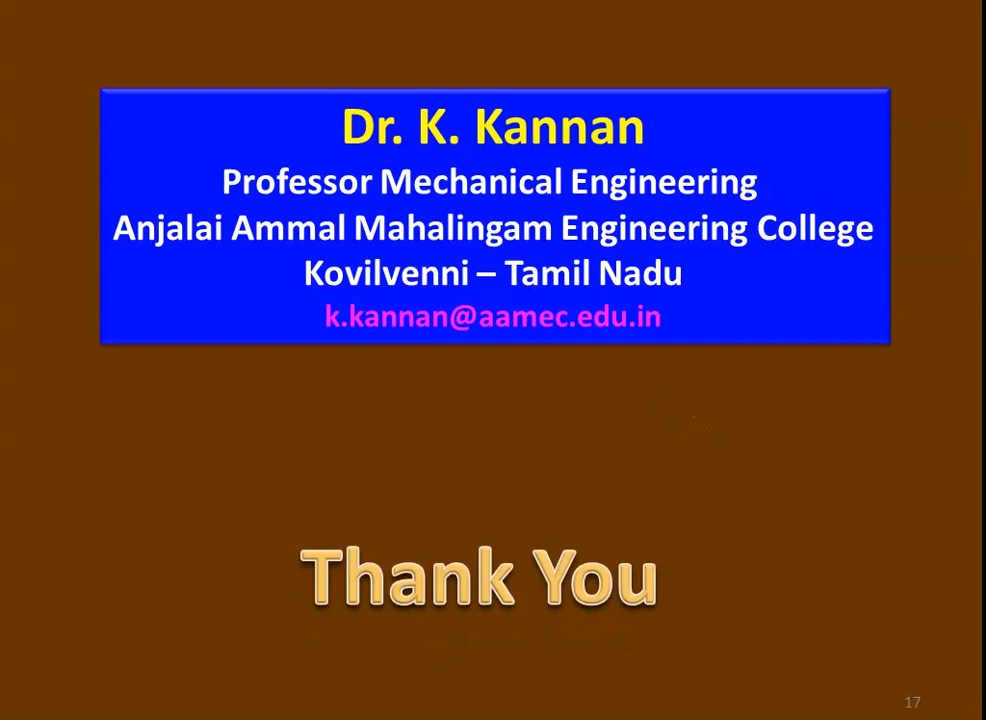 Dr. K. Kannan
Professor Mechanical Engineering
Anjalai Ammal Mahalingam Engineering College
Kovilvenni – Tamil Nadu
k.kannan@aamec.edu.in
Thank You
17